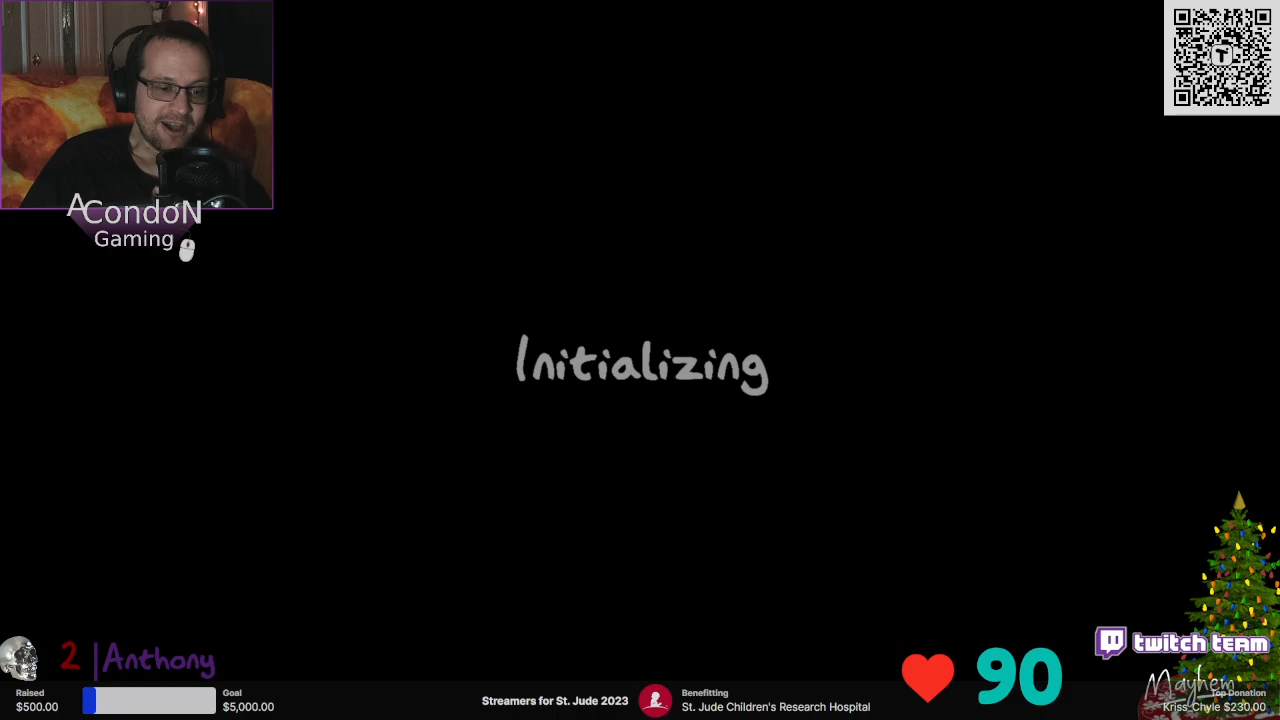 ACondoN
Gaming
T
Initializing
2 |Anthony
90
twitch team
Mayhem
Raised
$500.00
Goal
$5,000.00
Streamers for St. Jude 2023
Benefitting
St. Jude Children's Research Hospital
Top Donation
Kriss_Chyle $230.00